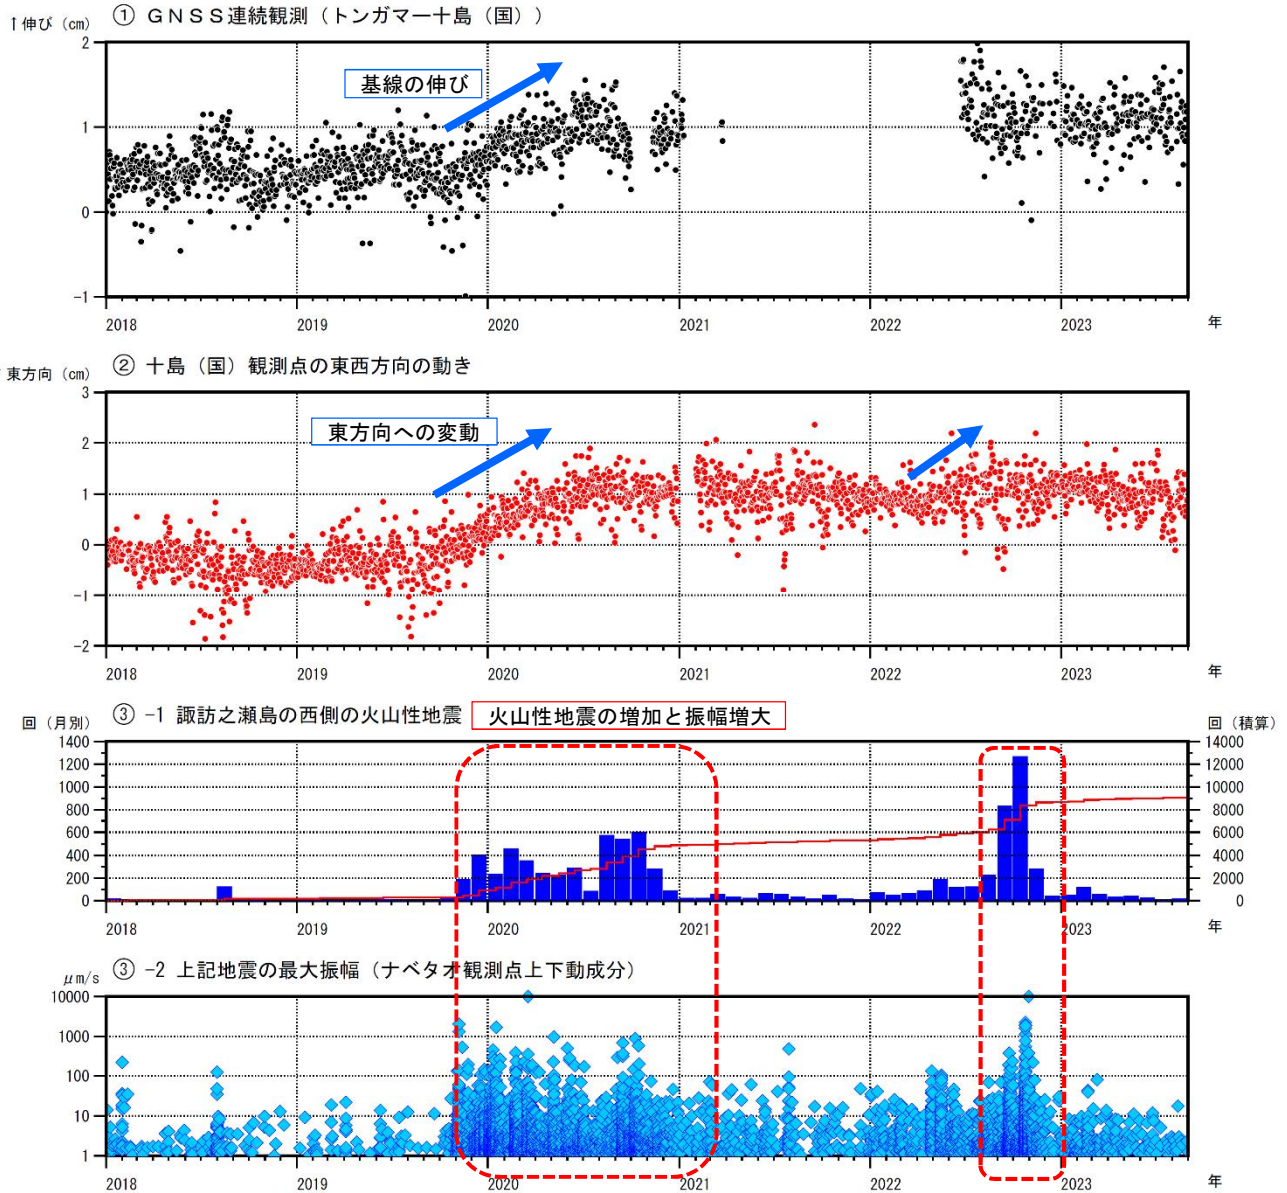 ① GNSS連続観測(トンガマ－十島(国))
↑伸び(cm)
2
基線の伸び
1
0
-1
2018 2019 2020 2021 2022 2023 年
② 十島(国)観測点の東西方向の動き
東方向(cm)
3
東方向への変動
2
1
0
-1
-2
2018 2019 2020 2021 2022 2023 年
③ -1 諏訪之瀬島の西側の火山性地震 火山性地震の増加と振幅増大
回(月別) 回(積算)
1400 14000
1200 12000
1000 10000
800 8000
600 6000
400 4000
200 2000
0 0
2018 2019 2020 2021 2022 2023 年
③ -2 上記地震の最大振幅(ナベタオ観測点上下動成分)
μm/s
10000
1000
100
10
1
2018 2019 2020 2021 2022 2023 年